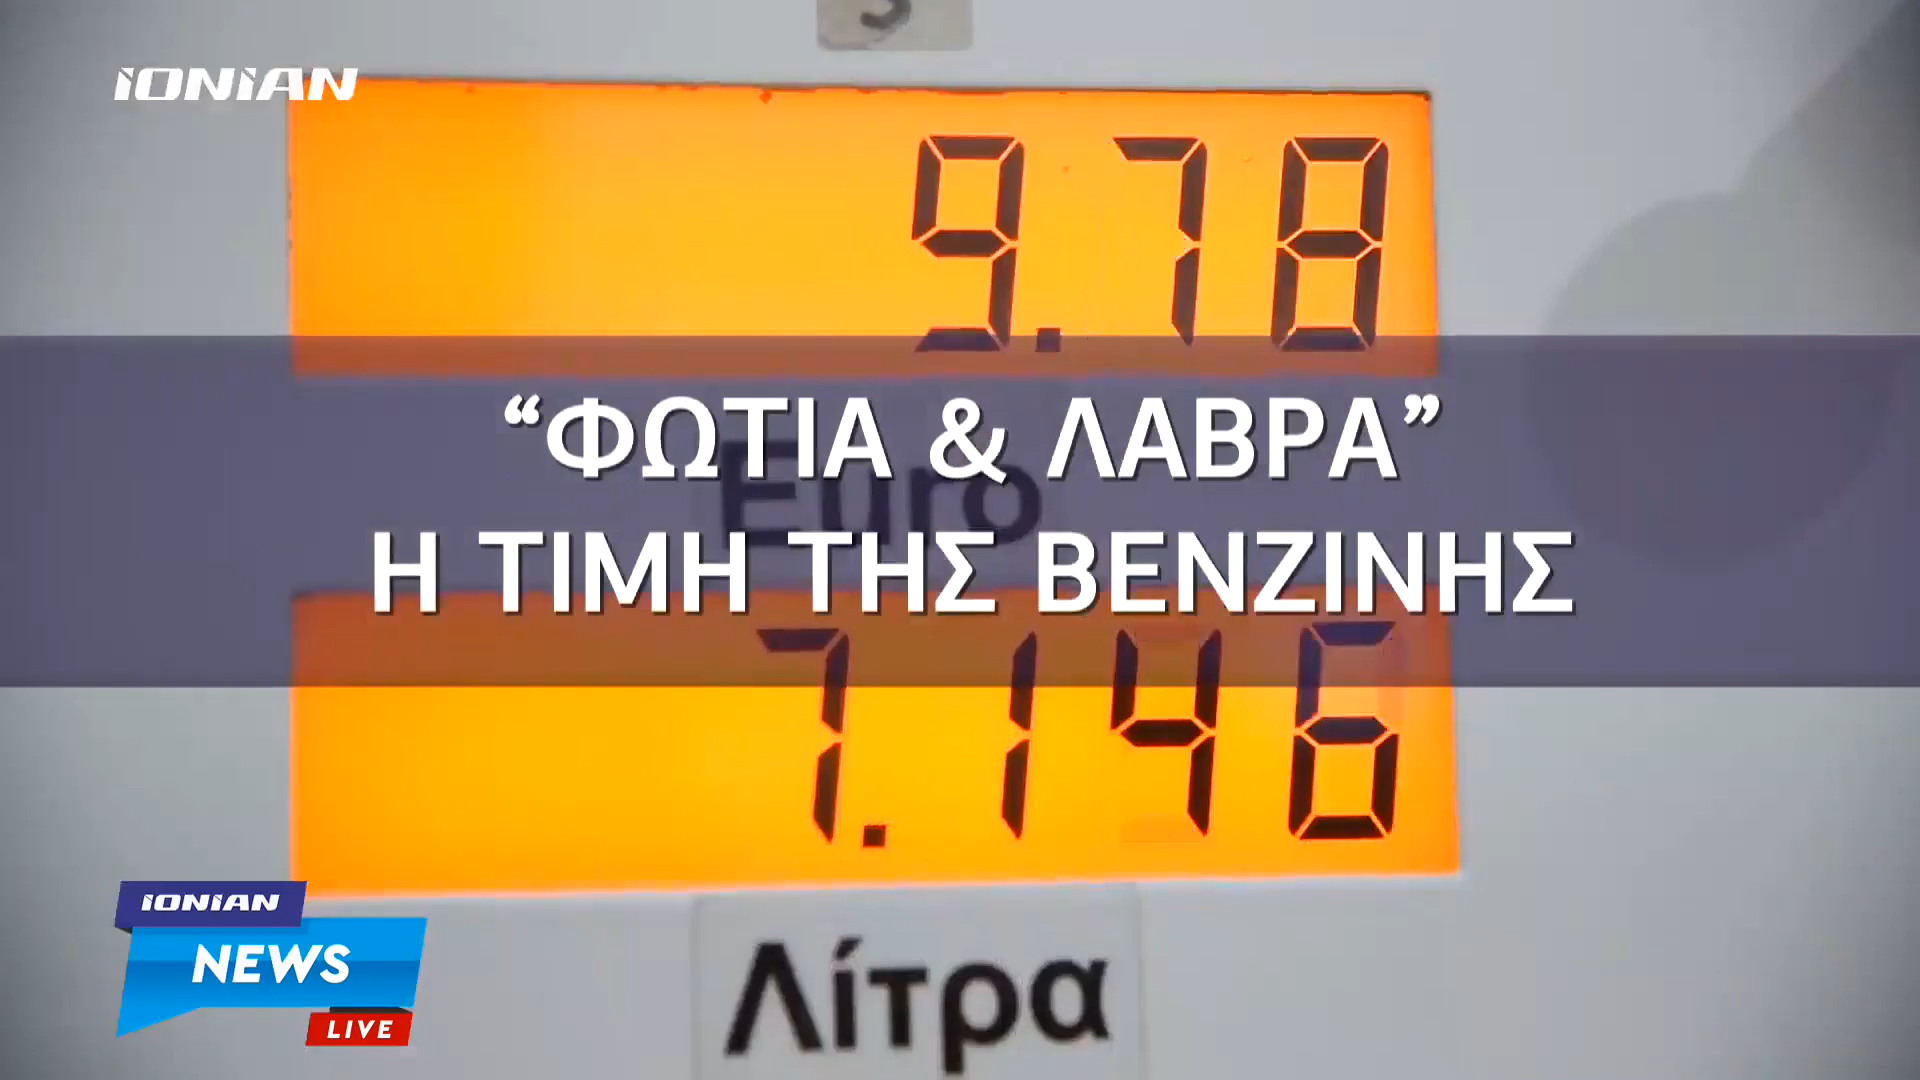 IONIAN
9.78
“ΦΩΤΙΑ & ΛΑΒΡΑ”
Euro
Η ΤΙΜΗ ΤΗΣ ΒΕΝΖΙΝΗΣ
7.146
IONIAN
NEWS
LIVE
Λίτρα